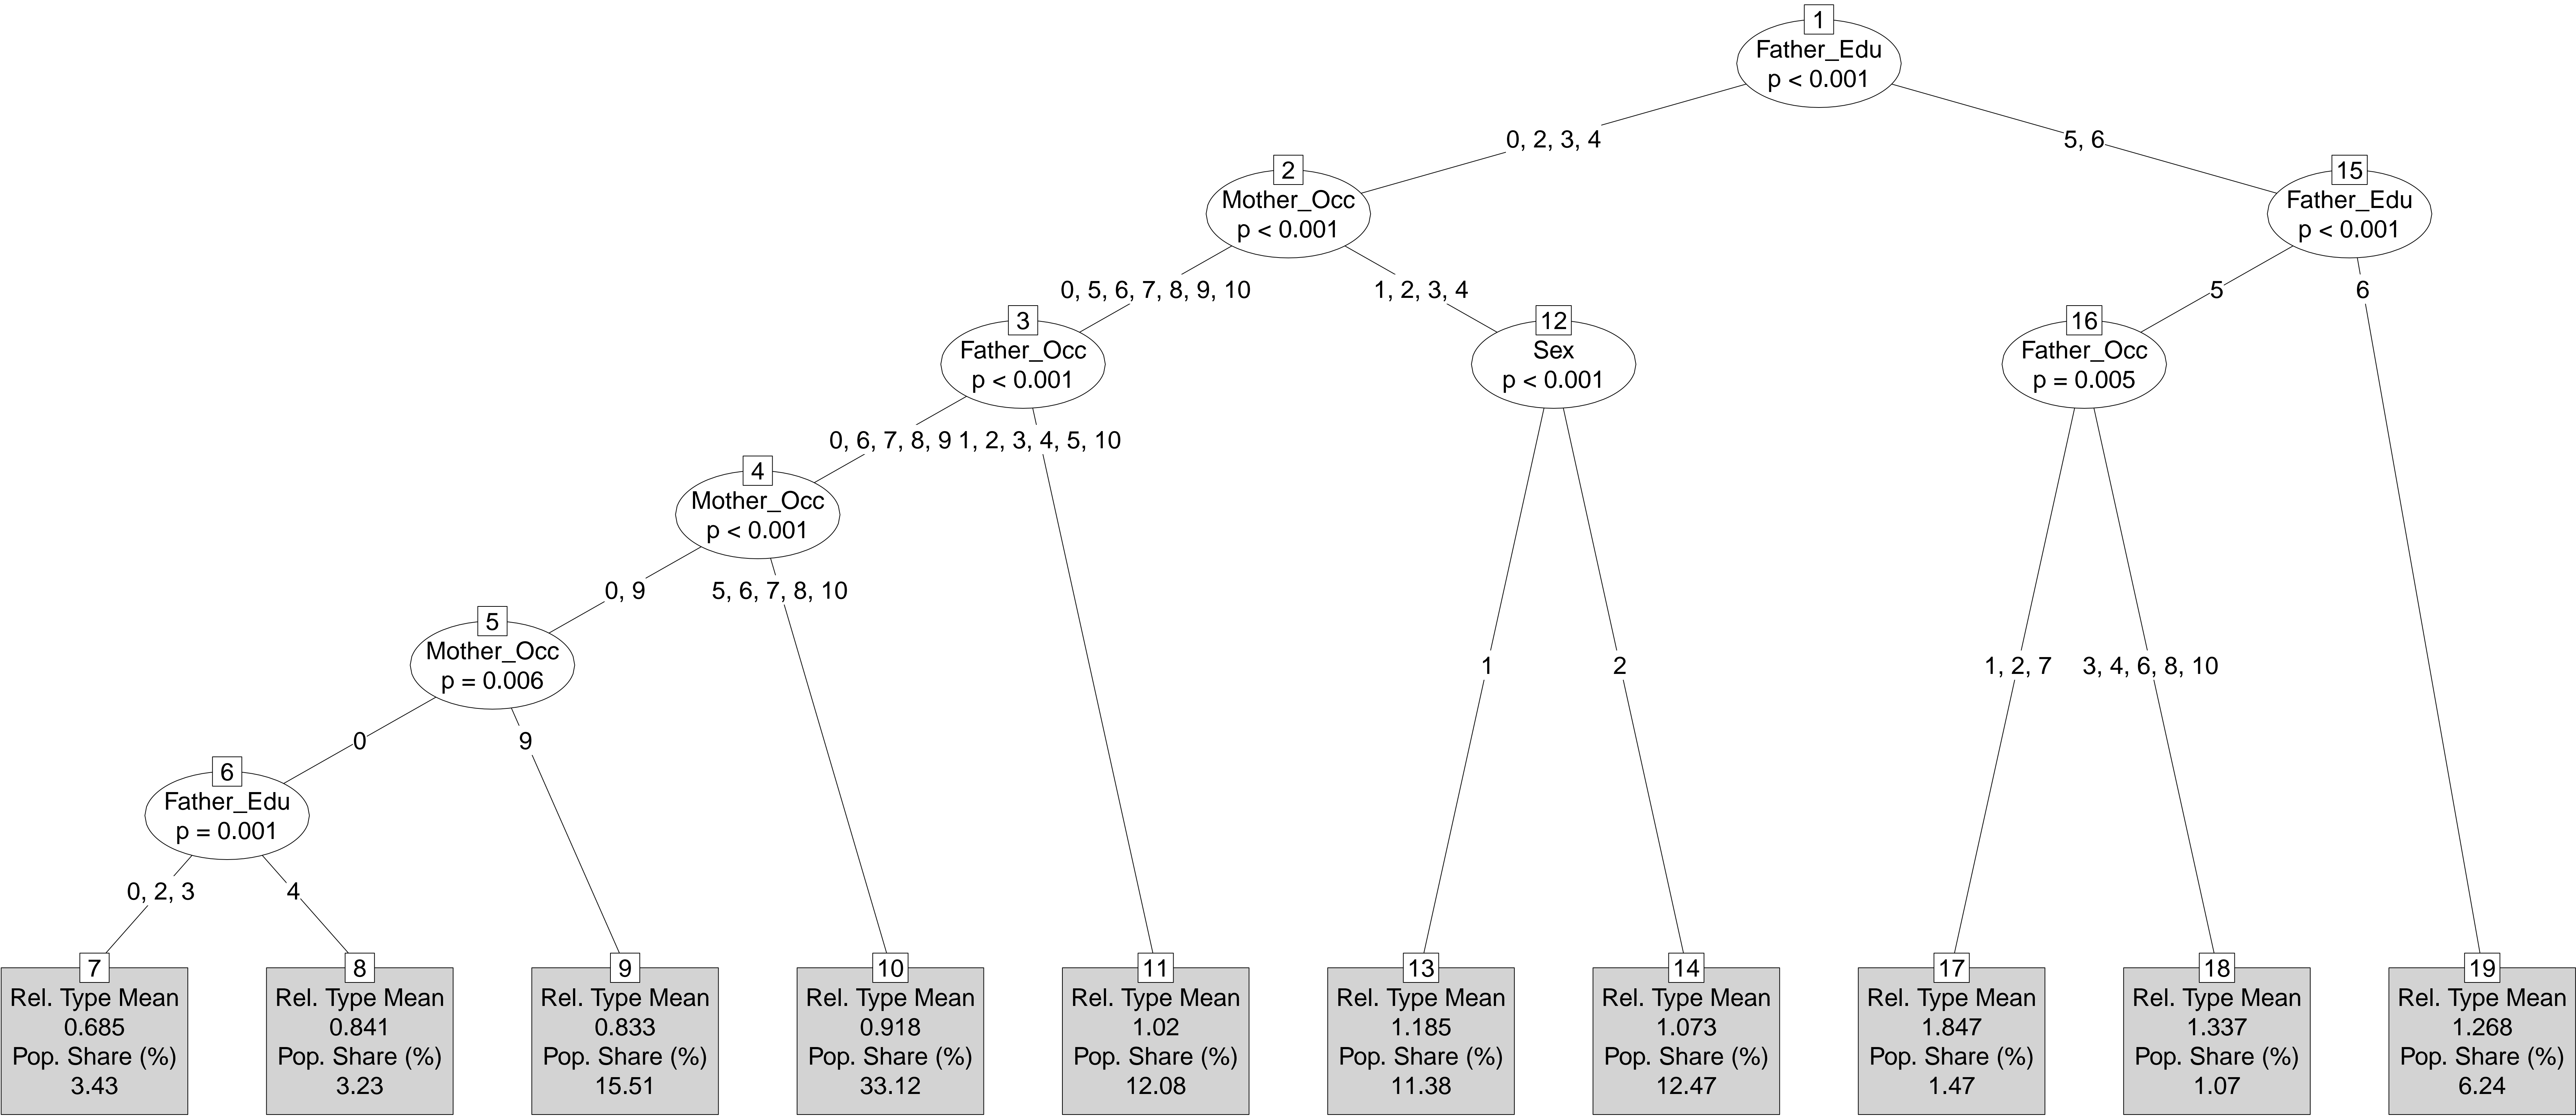 1
Father_Edu
p < 0.001
0, 2, 3, 4
5, 6
2
Mother_Occ
p < 0.001
15
Father_Edu
p < 0.001
0, 5, 6, 7, 8, 9, 10
1, 2, 3, 4
5
6
3
Father_Occ
p < 0.001
12
Sex
p < 0.001
16
Father_Occ
p = 0.005
0, 6, 7, 8, 9
1, 2, 3, 4, 5, 10
4
Mother_Occ
p < 0.001
0, 9
5, 6, 7, 8, 10
5
Mother_Occ
p = 0.006
1
2
1, 2, 7
3, 4, 6, 8, 10
0
9
6
Father_Edu
p = 0.001
0, 2, 3
4
7
Rel. Type Mean
0.685
Pop. Share (%)
3.43
8
Rel. Type Mean
0.841
Pop. Share (%)
3.23
9
Rel. Type Mean
0.833
Pop. Share (%)
15.51
10
Rel. Type Mean
0.918
Pop. Share (%)
33.12
11
Rel. Type Mean
1.02
Pop. Share (%)
12.08
13
Rel. Type Mean
1.185
Pop. Share (%)
11.38
14
Rel. Type Mean
1.073
Pop. Share (%)
12.47
17
Rel. Type Mean
1.847
Pop. Share (%)
1.47
18
Rel. Type Mean
1.337
Pop. Share (%)
1.07
19
Rel. Type Mean
1.268
Pop. Share (%)
6.24